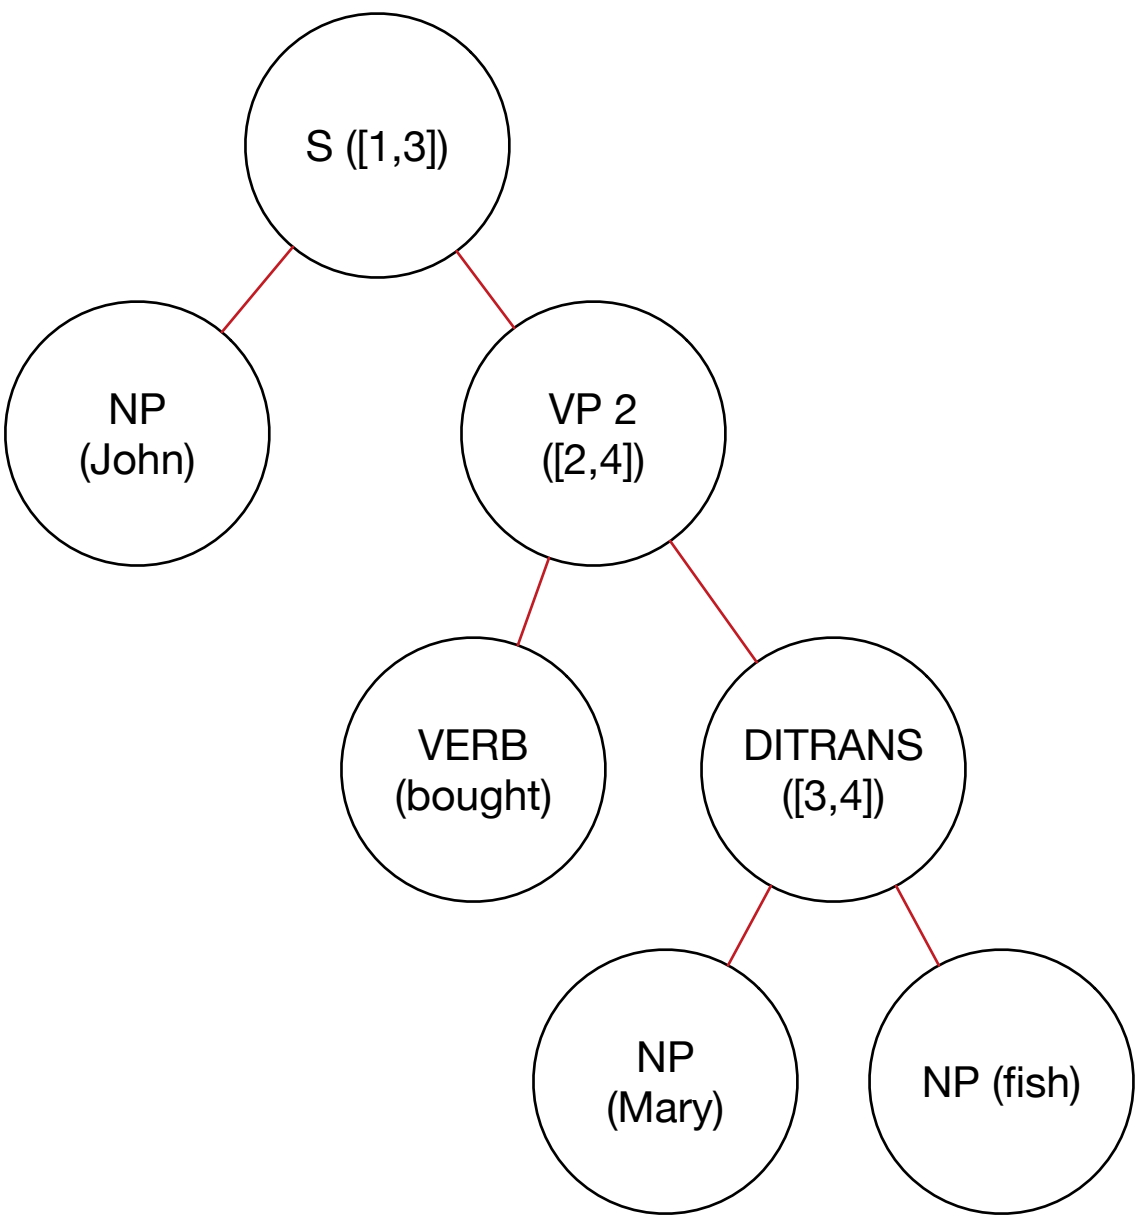 S ([1,3])
NP
(John)
VP 2
([2,4])
VERB
(bought)
DITRANS
([3,4])
NP
(Mary)
NP (fish)